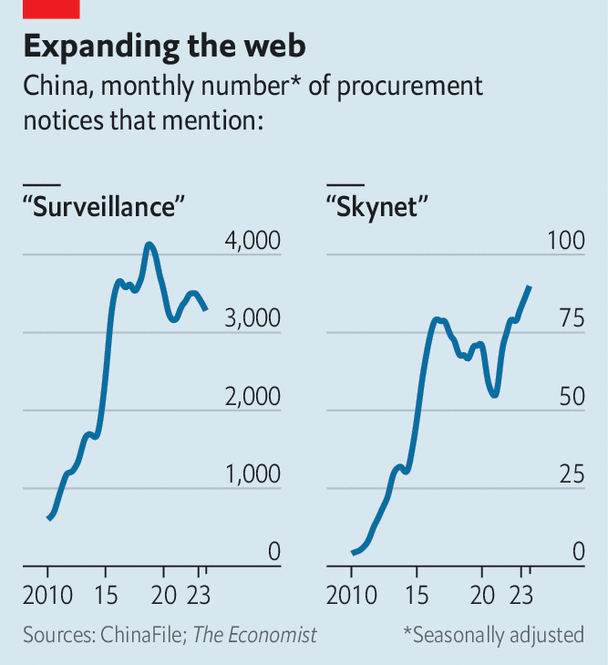 Expanding the web
China, monthly number* of procurement
notices that mention:
“Surveillance”
4,000
3,000
2,000
1,000
0
2010 15 20 23
“Skynet”
100
75
50
25
0
2010 15 20 23
Sources: ChinaFile; The Economist
*Seasonally adjusted